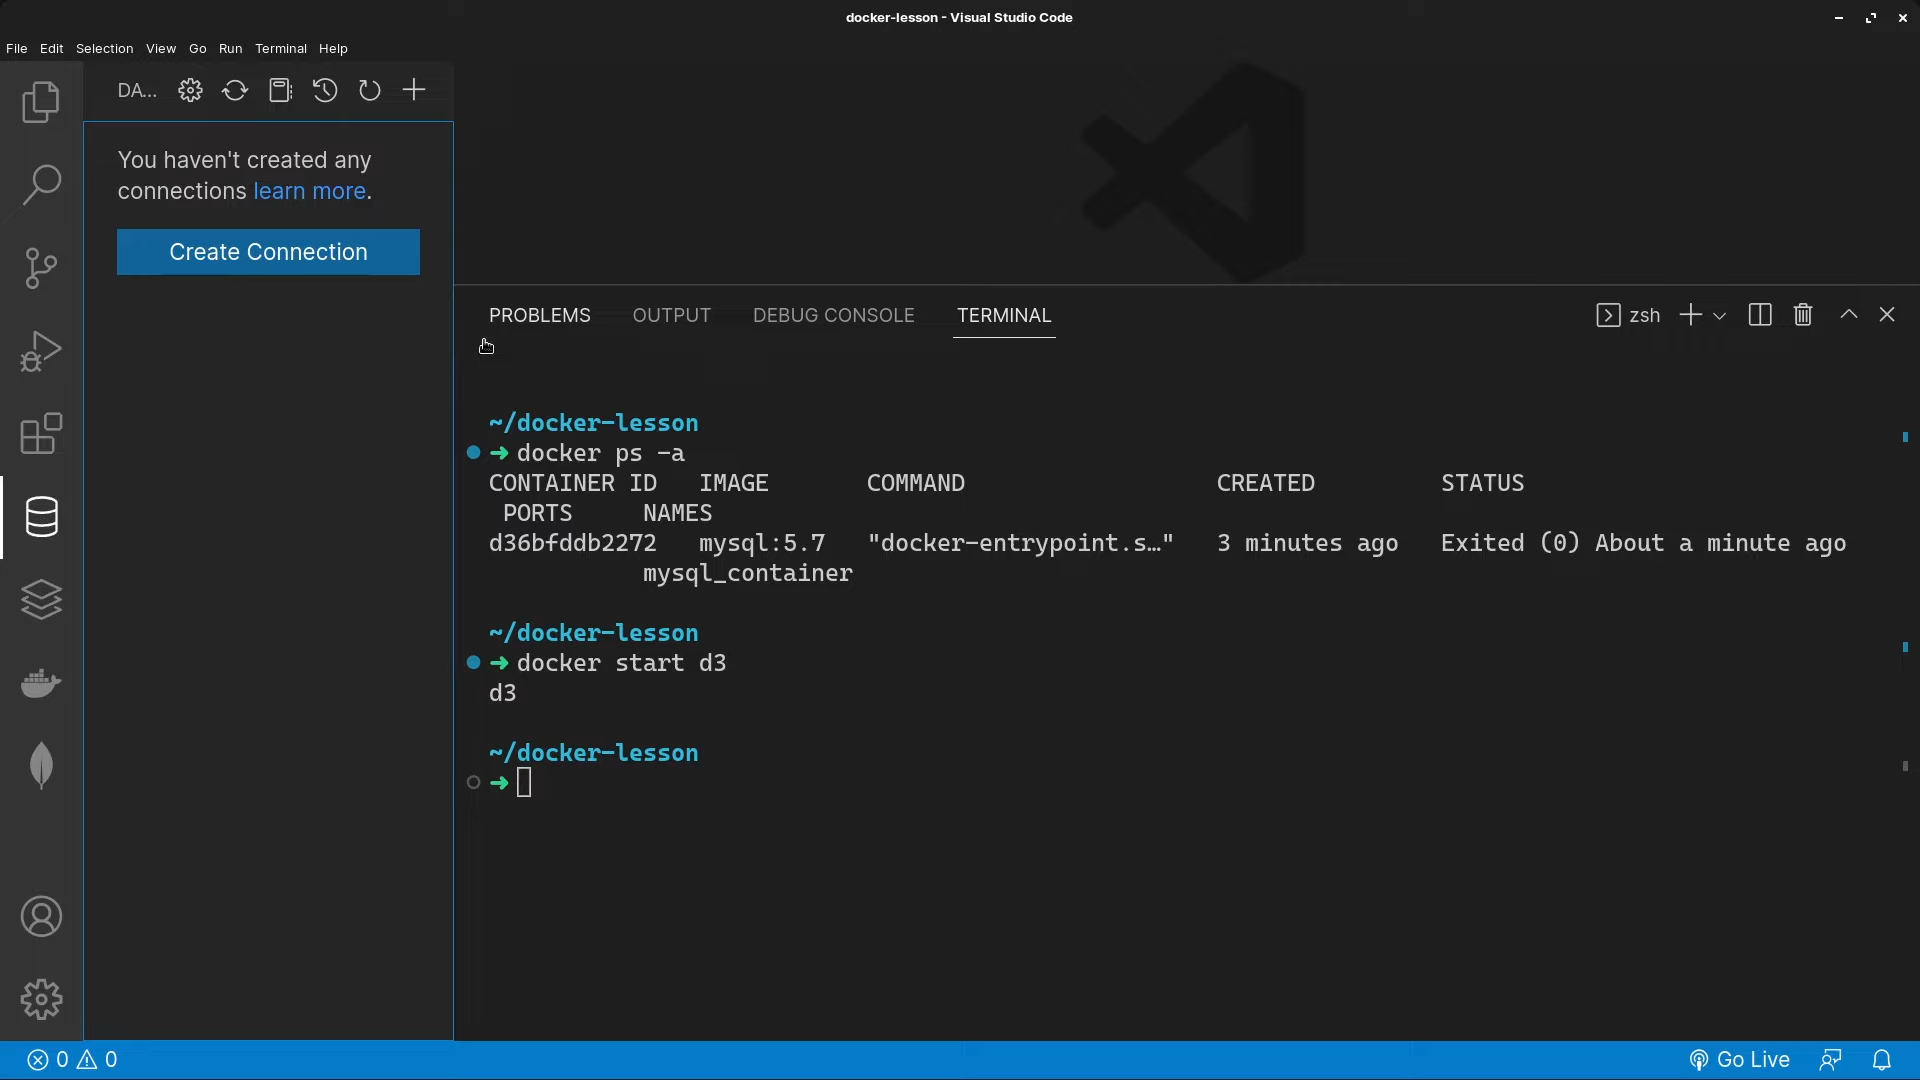 docker-lesson - Visual Studio Code
File Edit Selection View Go Run Terminal Help
DA...
You haven't created any
connections learn more.
Create Connection
PROBLEMS OUTPUT DEBUG CONSOLE TERMINAL
zsh
~/docker-lesson
➜ docker ps -a
CONTAINER ID IMAGE COMMAND CREATED STATUS
PORTS NAMES
d36bfddb2272 mysql:5.7 "docker-entrypoint.s…" 3 minutes ago Exited (0) About a minute ago
mysql_container
~/docker-lesson
➜ docker start d3
d3
~/docker-lesson
➜
0 0
Go Live